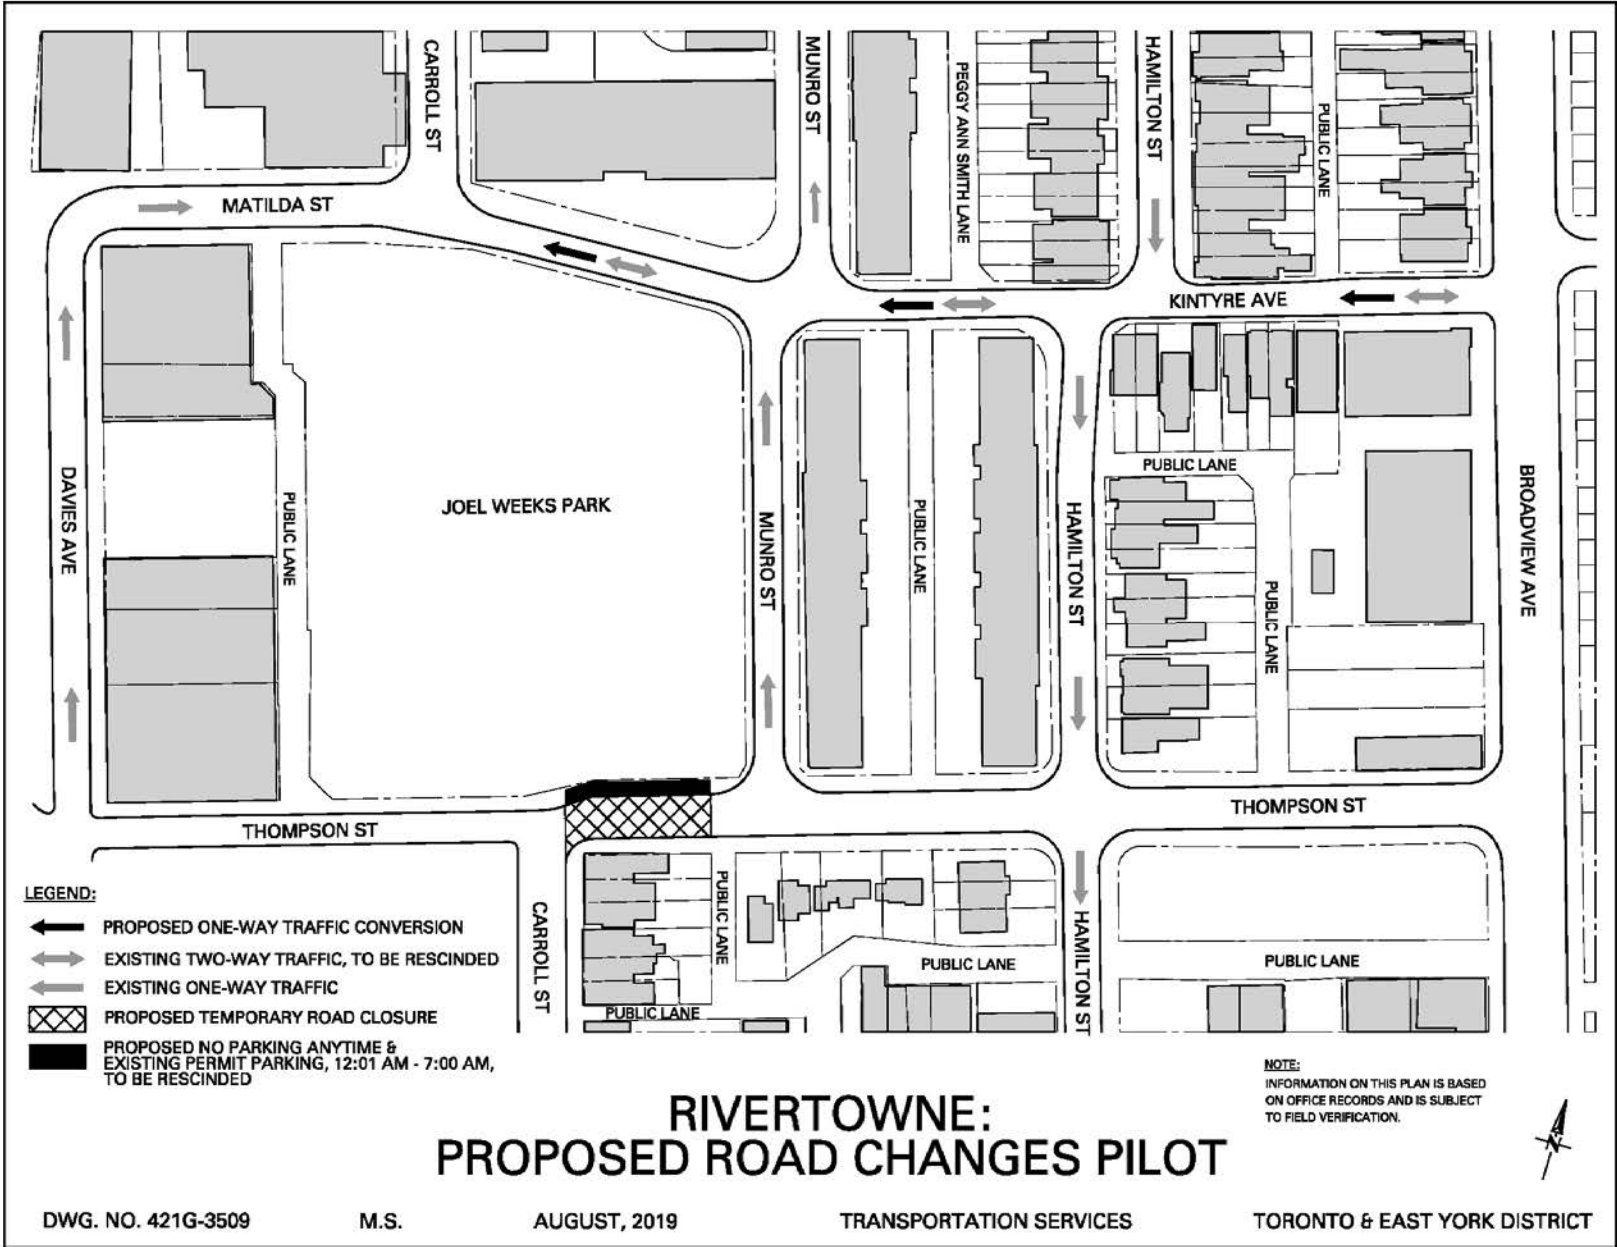 CARROLL ST
MUNRO ST
PEGGY ANN SMITH LANE
HAMILTON ST
PUBLIC LANE
MATILDA ST
KINTYRE AVE
DAVIES AVE
PUBLIC LANE
JOEL WEEKS PARK
MUNRO ST
PUBLIC LANE
HAMILTON ST
PUBLIC LANE
PUBLIC LANE
BROADVIEW AVE
THOMPSON ST
THOMPSON ST
CARROLL ST
PUBLIC LANE
PUBLIC LANE
PUBLIC LANE
HAMILTON ST
PUBLIC LANE
LEGEND:
PROPOSED ONE-WAY TRAFFIC CONVERSION
EXISTING TWO-WAY TRAFFIC, TO BE RESCINDED
EXISTING ONE-WAY TRAFFIC
PROPOSED TEMPORARY ROAD CLOSURE
PROPOSED NO PARKING ANYTIME &
EXISTING PERMIT PARKING, 12:01 AM - 7:00 AM,
TO BE RESCINDED
NOTE:
INFORMATION ON THIS PLAN IS BASED
ON OFFICE RECORDS AND IS SUBJECT
TO FIELD VERIFICATION.
N
RIVERTOWNE:
PROPOSED ROAD CHANGES PILOT
DWG. NO. 421G-3509
M.S.
AUGUST, 2019
TRANSPORTATION SERVICES
TORONTO & EAST YORK DISTRICT